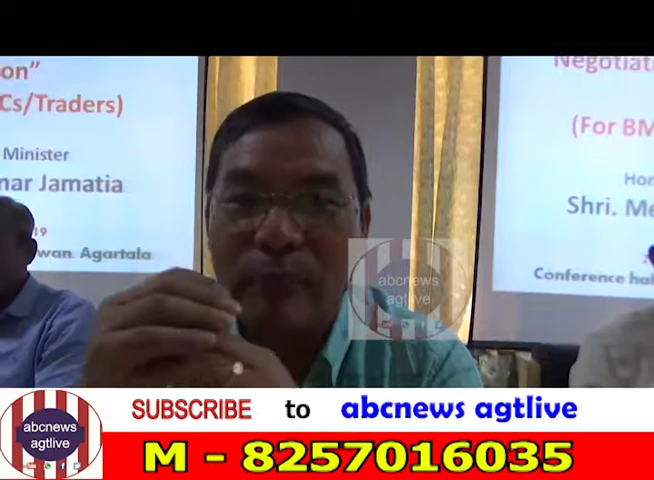 on"
Cs/Traders)
Minister
mar Jamatia
19
wan. Agartala
Negotiati
(For BM
Hon
Shri. Me
Conference hal
abcnews
agtlive
abcnews
agtlive
SUBSCRIBE to abcnews agtlive
M - 8257016035